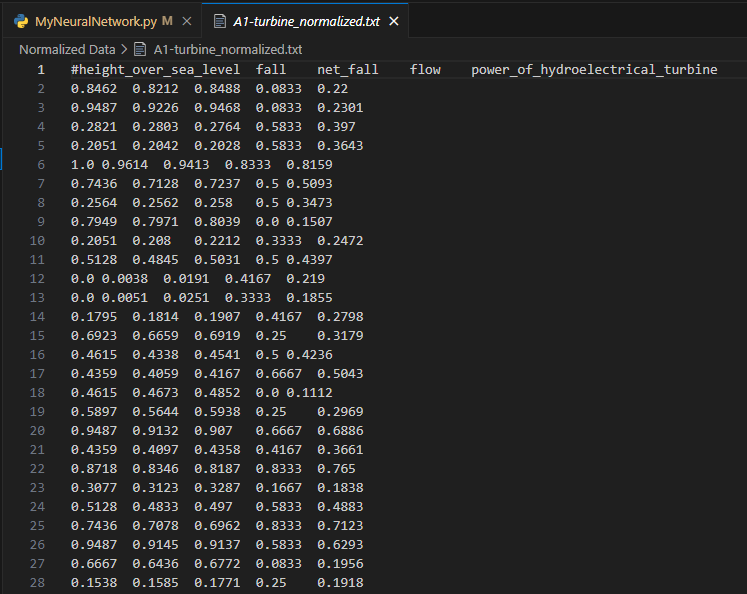 MyNeuralNetwork.py M × A1-turbine_normalized.txt ×
Normalized Data > A1-turbine_normalized.txt
1 #height_over_sea_level fall net_fall flow power_of_hydroelectrical_turbine
2 0.8462 0.8212 0.8488 0.0833 0.22
3 0.9487 0.9226 0.9468 0.0833 0.2301
4 0.2821 0.2803 0.2764 0.5833 0.397
5 0.2051 0.2042 0.2028 0.5833 0.3643
6 1.0 0.9614 0.9413 0.8333 0.8159
7 0.7436 0.7128 0.7237 0.5 0.5093
8 0.2564 0.2562 0.258 0.5 0.3473
9 0.7949 0.7971 0.8039 0.0 0.1507
10 0.2051 0.208 0.2212 0.3333 0.2472
11 0.5128 0.4845 0.5031 0.5 0.4397
12 0.0 0.0038 0.0191 0.4167 0.219
13 0.0 0.0051 0.0251 0.3333 0.1855
14 0.1795 0.1814 0.1907 0.4167 0.2798
15 0.6923 0.6659 0.6919 0.25 0.3179
16 0.4615 0.4338 0.4541 0.5 0.4236
17 0.4359 0.4059 0.4167 0.6667 0.5043
18 0.4615 0.4673 0.4852 0.0 0.1112
19 0.5897 0.5644 0.5938 0.25 0.2969
20 0.9487 0.9132 0.907 0.6667 0.6886
21 0.4359 0.4097 0.4358 0.4167 0.3661
22 0.8718 0.8346 0.8187 0.8333 0.765
23 0.3077 0.3123 0.3287 0.1667 0.1838
24 0.5128 0.4833 0.497 0.5833 0.4883
25 0.7436 0.7078 0.6962 0.8333 0.7123
26 0.9487 0.9145 0.9137 0.5833 0.6293
27 0.6667 0.6436 0.6772 0.0833 0.1956
28 0.1538 0.1585 0.1771 0.25 0.1918